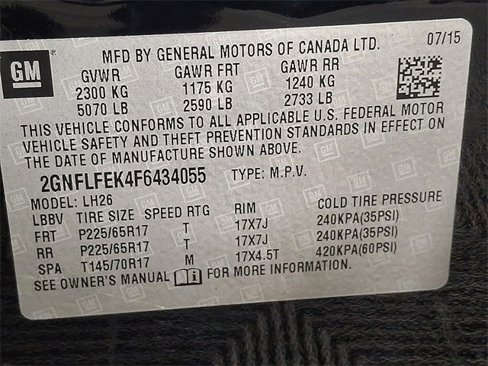 GM
MFD BY GENERAL MOTORS OF CANADA LTD. 07/15
GVWR GAWR FRT GAWR RR
2300 KG 1175 KG 1240 KG
5070 LB 2590 LB 2733 LB
THIS VEHICLE CONFORMS TO ALL APPLICABLE U.S. FEDERAL MOTOR
VEHICLE SAFETY AND THEFT PREVENTION STANDARDS IN EFFECT ON
THE DATE OF MANUFACTURE SHOWN ABOVE.
2GNFLFEK4F6434055 TYPE: M.P.V.
MODEL: LH26
LBBV TIRE SIZE SPEED RTG RIM COLD TIRE PRESSURE
FRT P225/65R17 T 17X7J 240KPA(35PSI)
RR P225/65R17 T 17X7J 240KPA(35PSI)
SPA T145/70R17 M 17X4.5T 420KPA(60PSI)
SEE OWNER'S MANUAL FOR MORE INFORMATION.